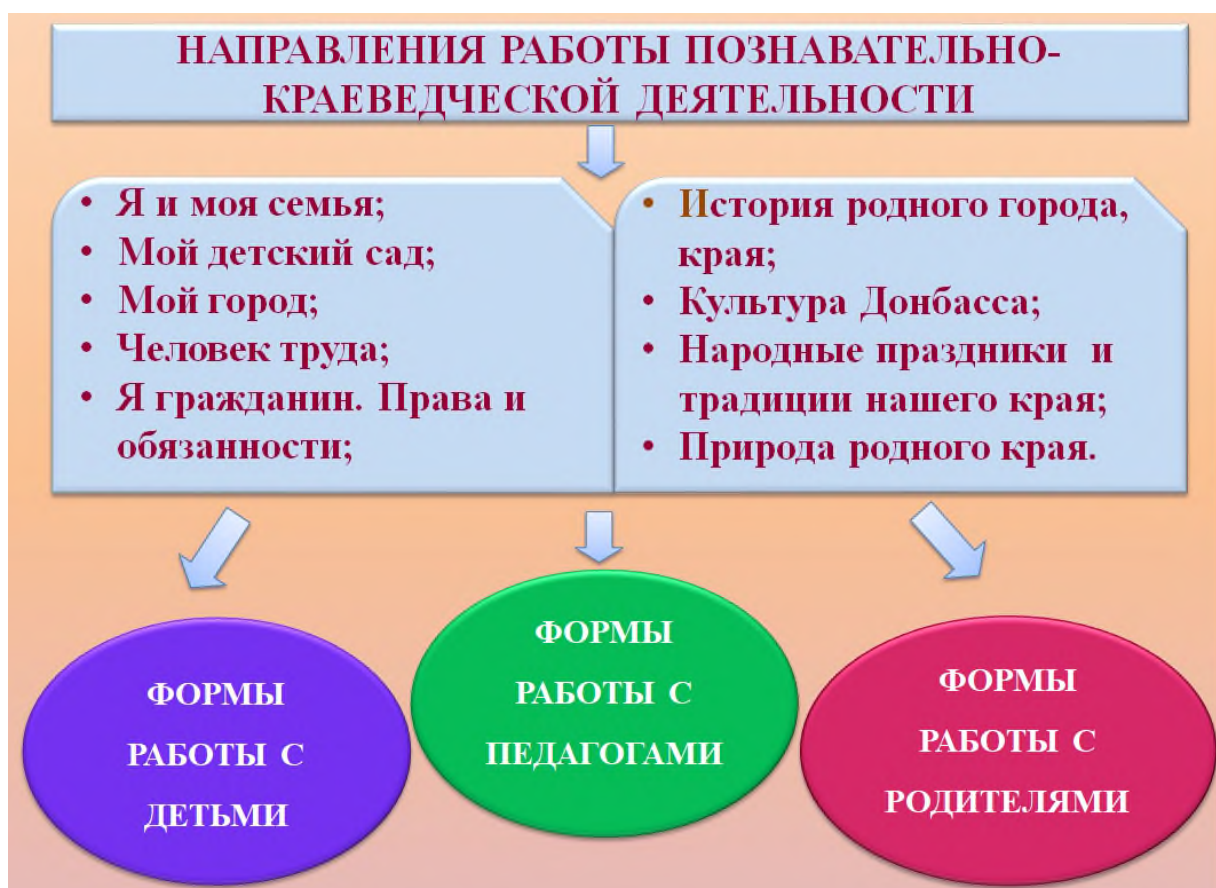 НАПРАВЛЕНИЯ РАБОТЫ ПОЗНАВАТЕЛЬНО-
КРАЕВЕДЧЕСКОЙ ДЕЯТЕЛЬНОСТИ
• Я и моя семья;
• Мой детский сад;
• Мой город;
• Человек труда;
• Я гражданин. Права и
обязанности;
• История родного города,
края;
• Культура Донбасса;
• Народные праздники и
традиции нашего края;
• Природа родного края.
ФОРМЫ
РАБОТЫ С
ДЕТЬМИ
ФОРМЫ
РАБОТЫ С
ПЕДАГОГАМИ
ФОРМЫ
РАБОТЫ С
РОДИТЕЛЯМИ